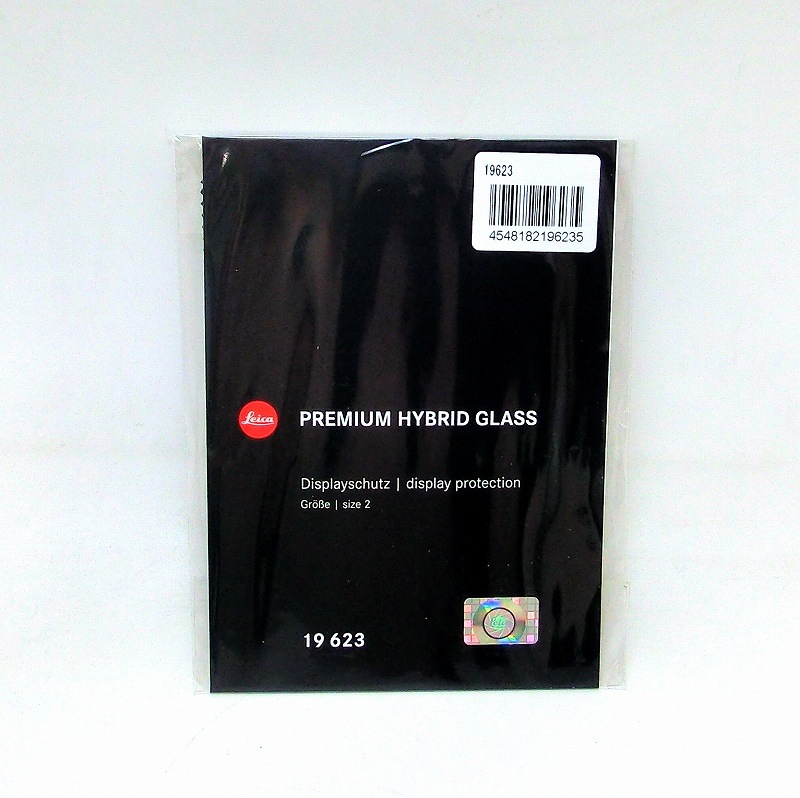 19623
4548182196235
Leica PREMIUM HYBRID GLASS
Displayschutz | display protection
Größe | size 2
19 623